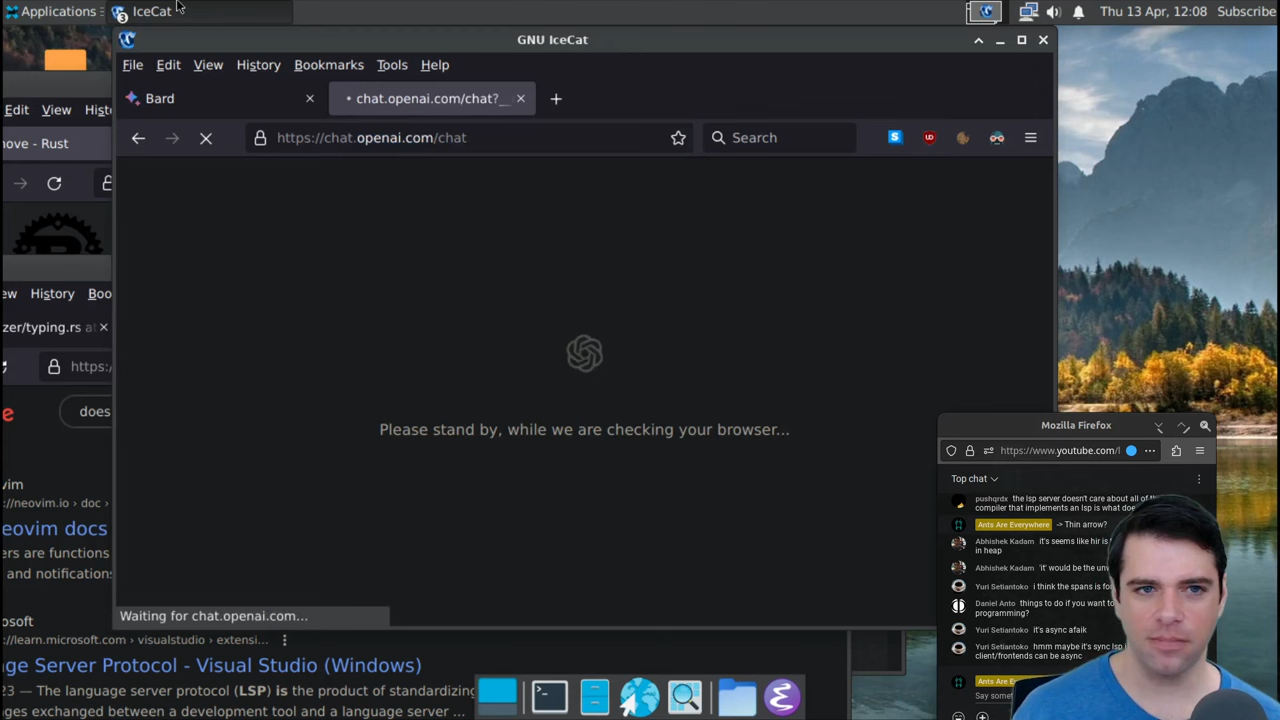 Applications
3
IceCat
Thu 13 Apr, 12:08
Subscribe
GNU IceCat
File Edit View History Bookmarks Tools Help
Bard
chat.openai.com/chat?_
https://chat.openai.com/chat
Search
Please stand by, while we are checking your browser...
Waiting for chat.openai.com...
Edit View
nove - Rust
History
zer/typing.rs
https:
does
vim
://neovim.io › doc ›
eovim docs
ers are functions
and notifications
soft
://learn.microsoft.com › visualstudio › extensi...
ge Server Protocol - Visual Studio (Windows)
23 — The language server protocol (LSP) is the product of standardizing
ges exchanged between a development tool and a language server ...
Mozilla Firefox
https://www.youtube.com/l
Top chat
pushqrdx the lsp server doesn't care about all of
compiler that implements an lsp is what
Ants Are Everywhere -> Thin arrow?
Abhishek Kadam it's seems like hir is
in heap
Abhishek Kadam 'it' would be the
Yuri Setiantoko i think the spans is
Daniel Anto things to do if you want to
programming?
Yuri Setiantoko it's async afaik
Yuri Setiantoko hmm maybe it's sync lsp
client/frontends can be async
Ants Are